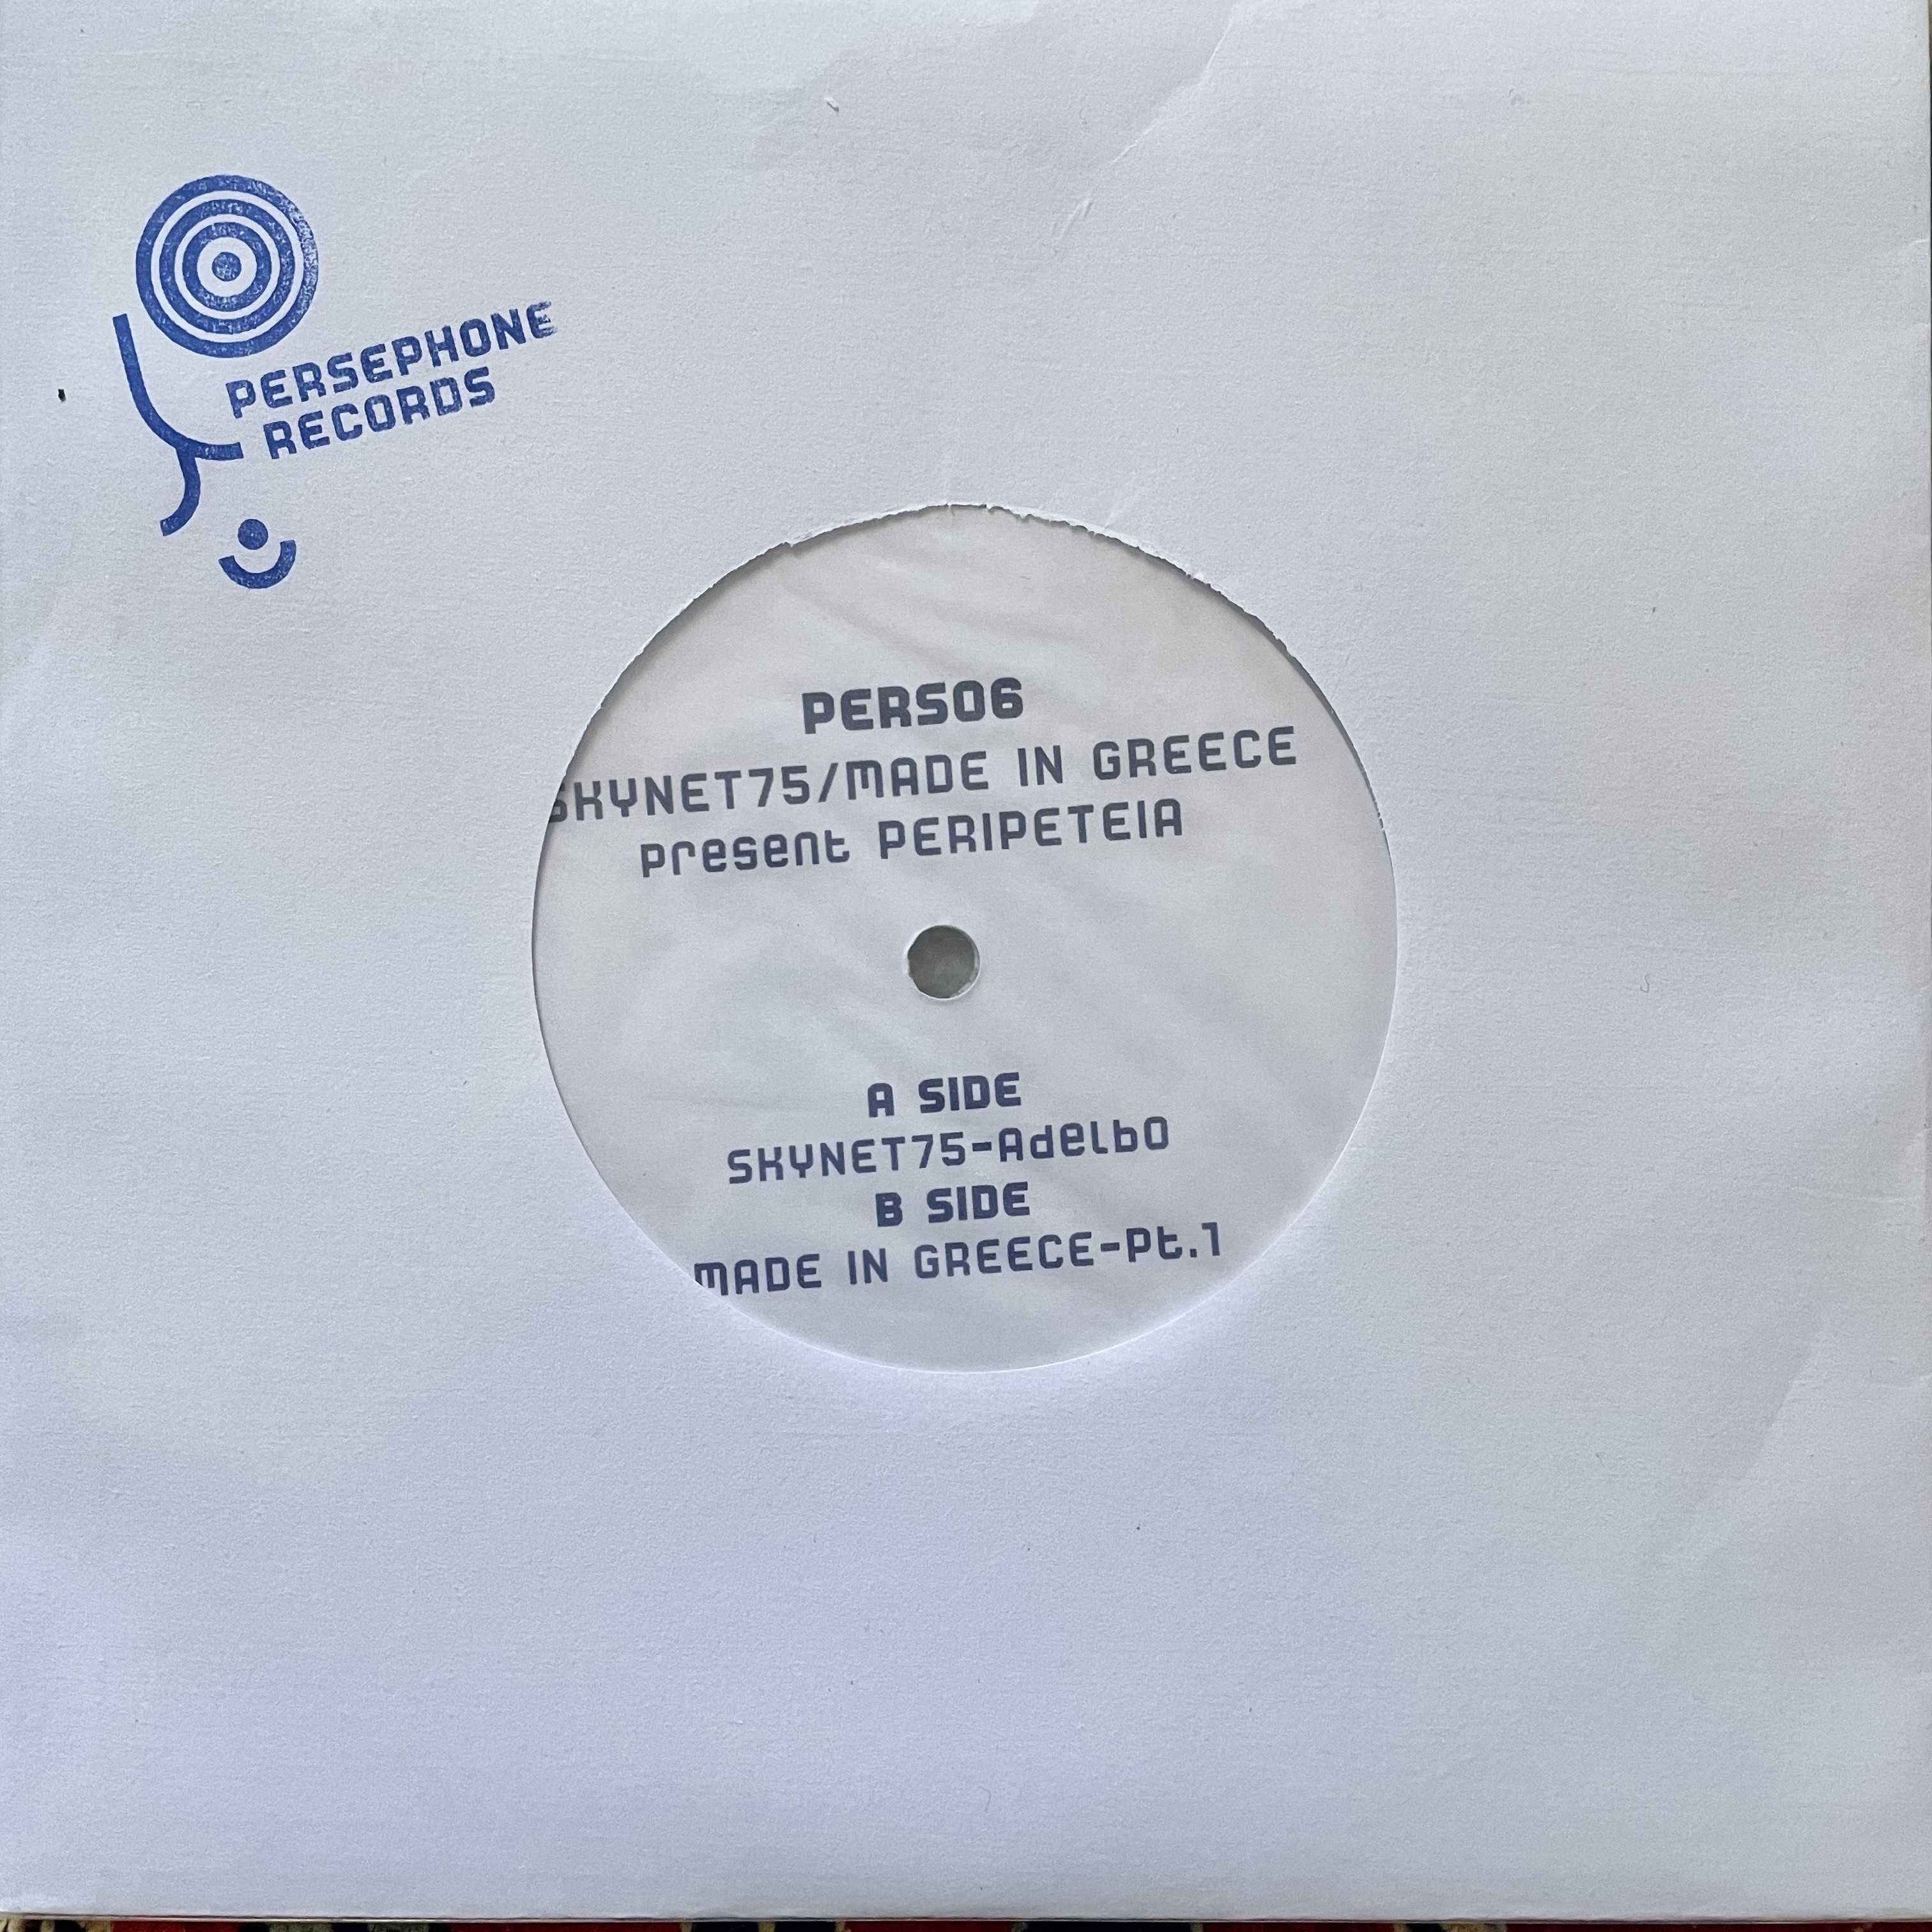 PERSEPHONE
RECORDS
PERS06
SKYNET75/MADE IN GREECE
present PERIPETEIA
A SIDE
SKYNET75-Adelbo
B SIDE
MADE IN GREECE-Pt.1